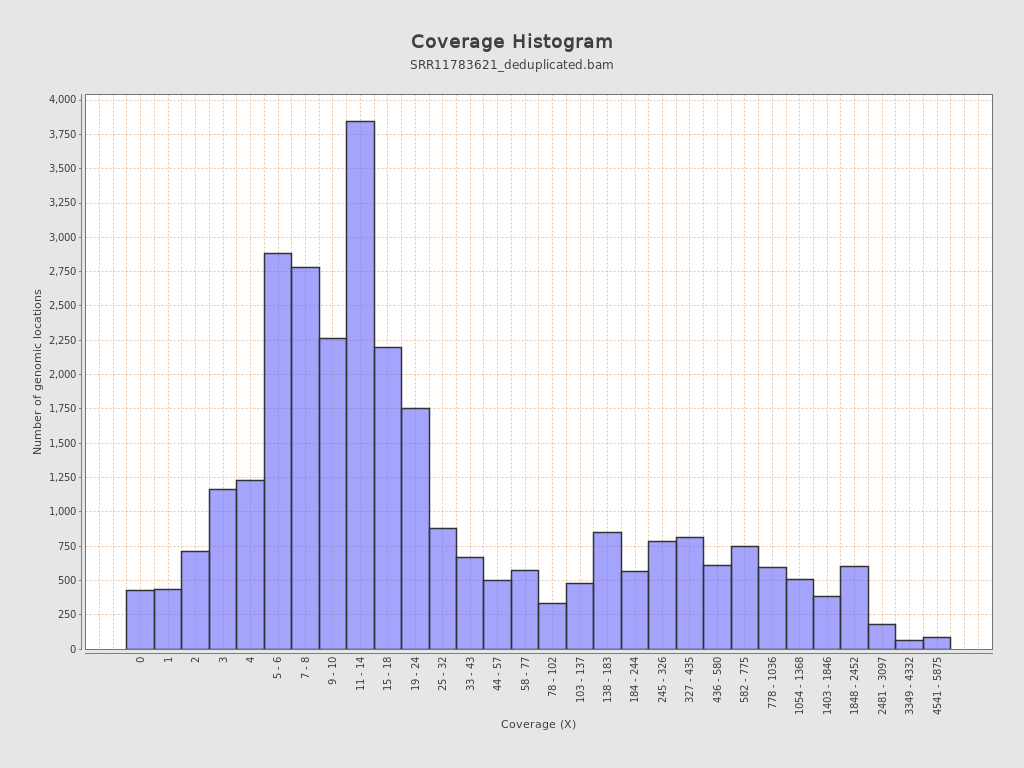 Coverage Histogram
SRR11783621_deduplicated.bam
Number of genomic locations
4,000
3,750
3,500
3,250
3,000
2,750
2,500
2,250
2,000
1,750
1,500
1,250
1,000
750
500
250
0
0
1
2
3
4
5 - 6
7 - 8
9 - 10
11 - 14
15 - 18
19 - 24
25 - 32
33 - 43
44 - 57
58 - 77
78 - 102
103 - 137
138 - 183
184 - 244
245 - 326
327 - 435
436 - 580
582 - 775
778 - 1036
1054 - 1368
1403 - 1846
1848 - 2452
2481 - 3097
3349 - 4332
4541 - 5875
Coverage (X)